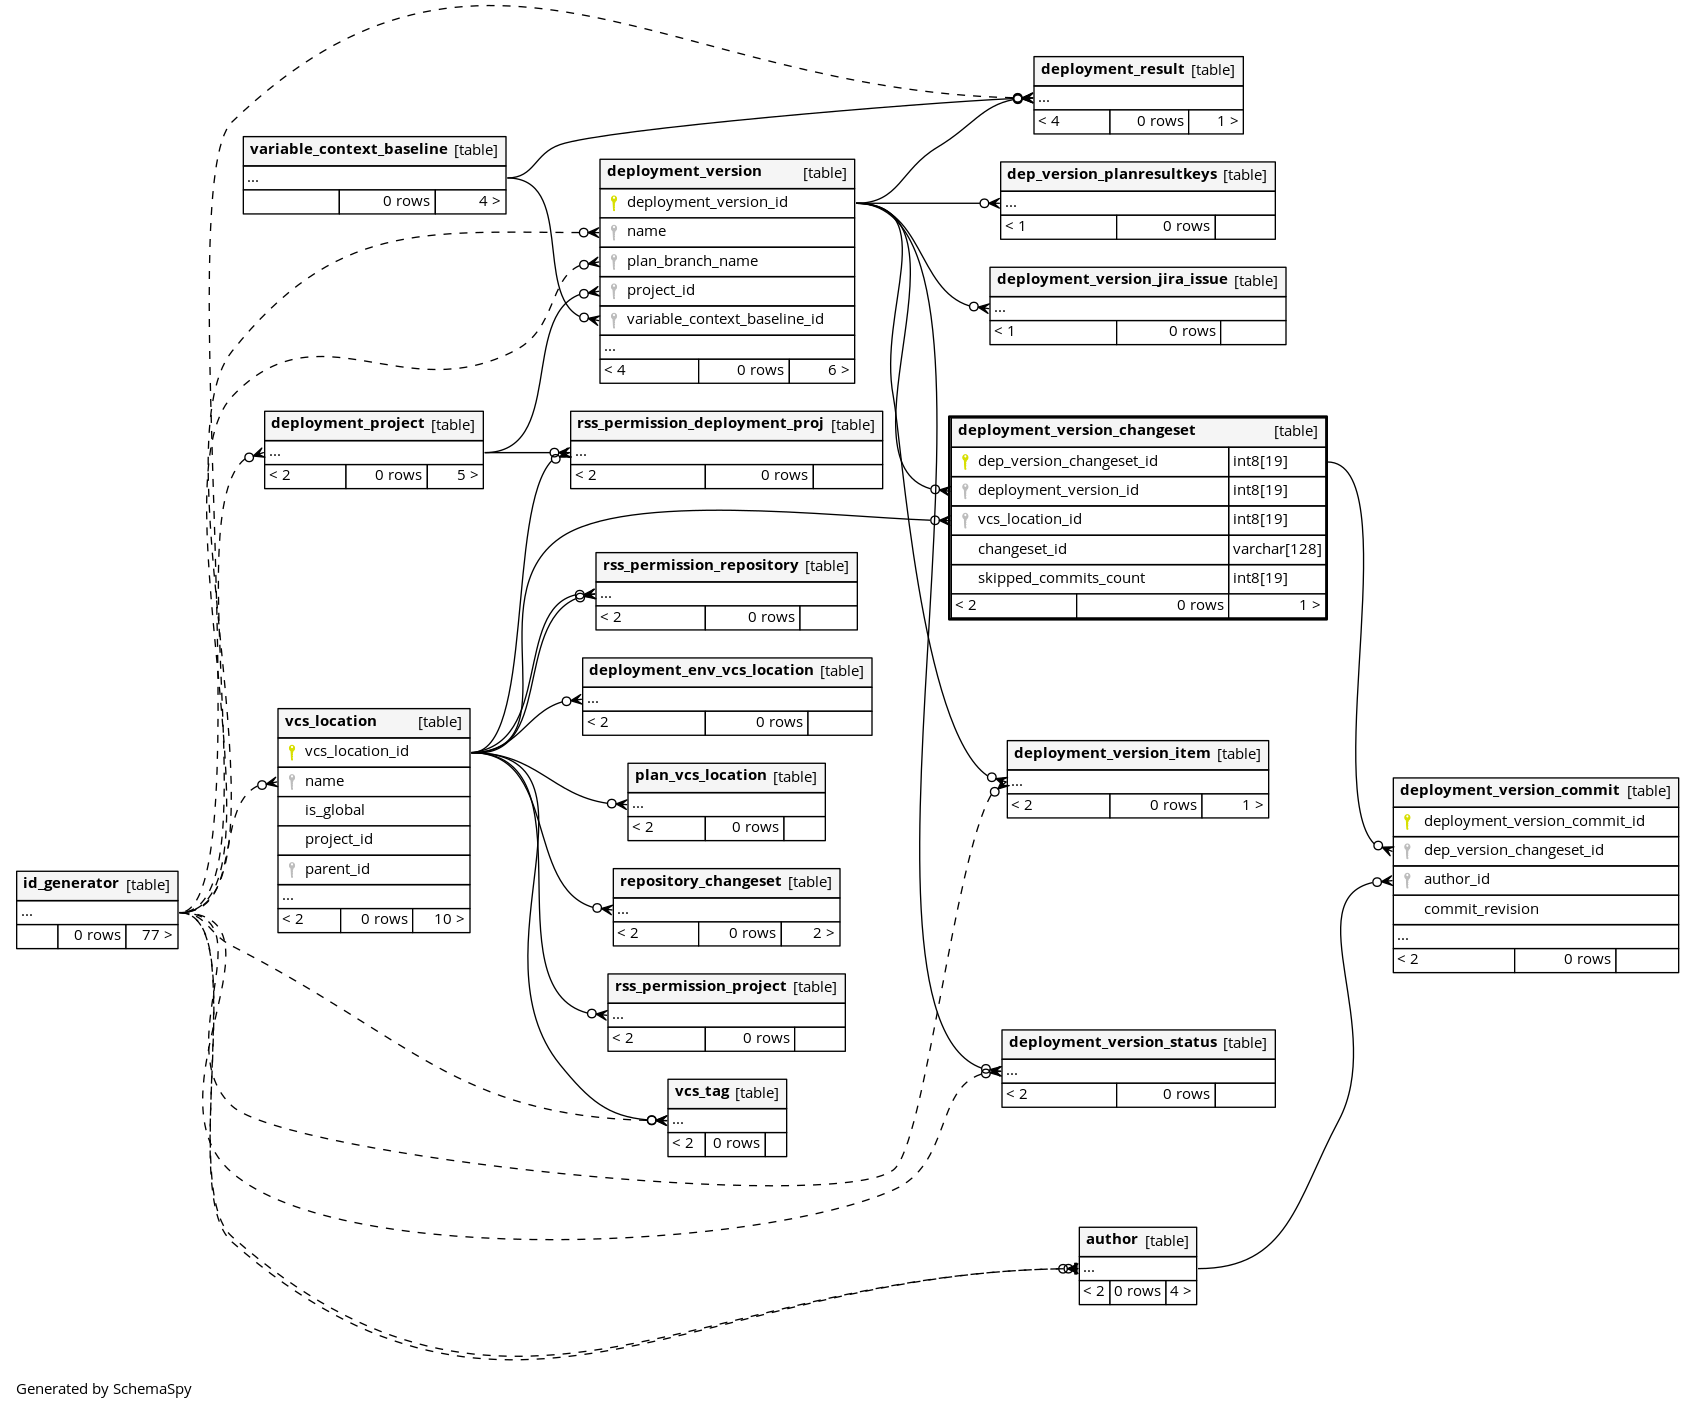 deployment_result [table]
...
< 4 0 rows 1 >
variable_context_baseline [table]
...
0 rows 4 >
deployment_version [table]
deployment_version_id
name
plan_branch_name
project_id
variable_context_baseline_id
...
< 4 0 rows 6 >
dep_version_planresultkeys [table]
...
< 1 0 rows
deployment_version_jira_issue [table]
...
< 1 0 rows
deployment_project [table]
...
< 2 0 rows 5 >
rss_permission_deployment_proj [table]
...
< 2 0 rows
deployment_version_changeset [table]
dep_version_changeset_id int8[19]
deployment_version_id int8[19]
vcs_location_id int8[19]
changeset_id varchar[128]
skipped_commits_count int8[19]
< 2 0 rows 1 >
rss_permission_repository [table]
...
< 2 0 rows
deployment_env_vcs_location [table]
...
< 2 0 rows
vcs_location [table]
vcs_location_id
name
is_global
project_id
parent_id
...
< 2 0 rows 10 >
plan_vcs_location [table]
...
< 2 0 rows
deployment_version_item [table]
...
< 2 0 rows 1 >
deployment_version_commit [table]
deployment_version_commit_id
dep_version_changeset_id
author_id
commit_revision
...
< 2 0 rows
id_generator [table]
...
0 rows 77 >
repository_changeset [table]
...
< 2 0 rows 2 >
rss_permission_project [table]
...
< 2 0 rows
deployment_version_status [table]
...
< 2 0 rows
vcs_tag [table]
...
< 2 0 rows
author [table]
...
< 2 0 rows 4 >
Generated by SchemaSpy